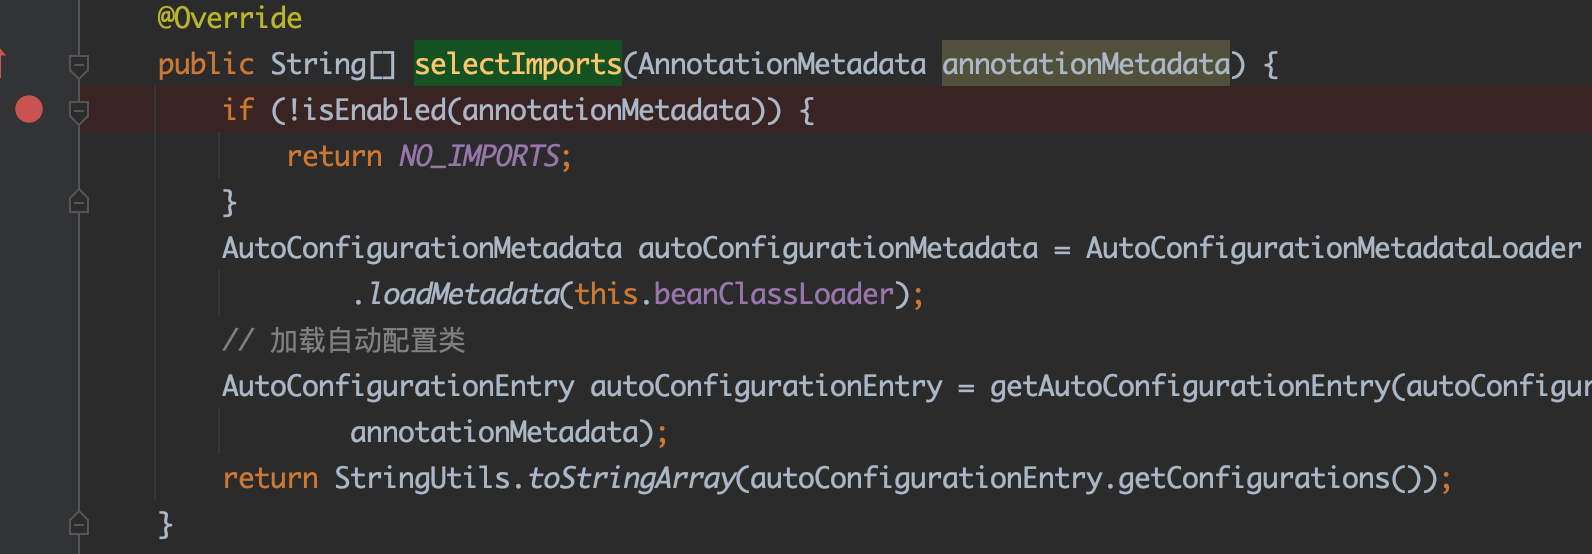 @Override
public String[] selectImports(AnnotationMetadata annotationMetadata) {
if (!isEnabled(annotationMetadata)) {
return NO_IMPORTS;
}
AutoConfigurationMetadata autoConfigurationMetadata = AutoConfigurationMetadataLoader
.loadMetadata(this.beanClassLoader);
// 加载自动配置类
AutoConfigurationEntry autoConfigurationEntry = getAutoConfigurationEntry(autoConfigur
annotationMetadata);
return StringUtils.toStringArray(autoConfigurationEntry.getConfigurations());
}